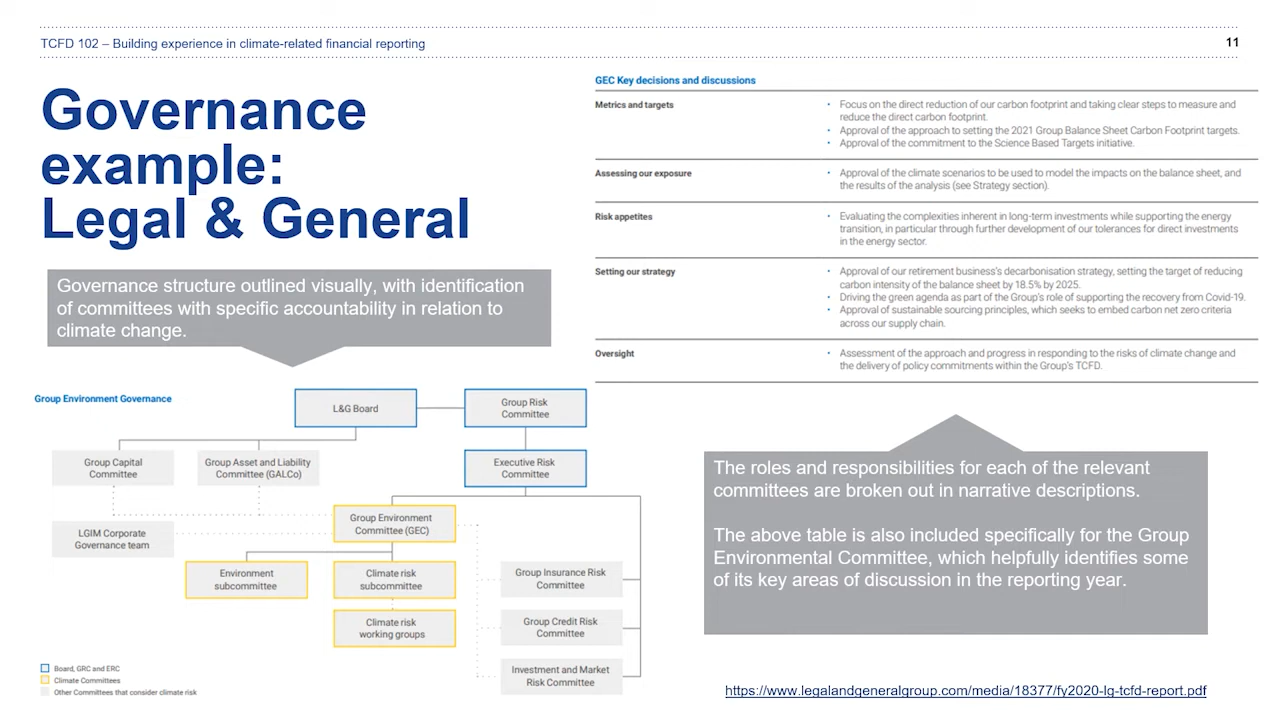 TCFD 102 – Building experience in climate-related financial reporting
11
Governance
example:
Legal & General
Governance structure outlined visually, with identification
of committees with specific accountability in relation to
climate change.
GEC Key decisions and discussions
Metrics and targets
• Focus on the direct reduction of our carbon footprint and taking clear steps to measure and
reduce the direct carbon footprint.
• Approval of the approach to setting the 2021 Group Balance Sheet Carbon Footprint targets.
• Approval of the commitment to the Science Based Targets initiative.
Assessing our exposure
• Approval of the climate scenarios to be used to model the impacts on the balance sheet, and
the results of the analysis (see Strategy section).
Risk appetites
• Evaluating the complexities inherent in long-term investments while supporting the energy
transition, in particular through further development of our tolerances for direct investments
in the energy sector.
Setting our strategy
• Approval of our retirement business's decarbonisation strategy, setting the target of reducing
carbon intensity of the balance sheet by 18.5% by 2025.
• Driving the green agenda as part of the Group's role of supporting the recovery from Covid-19.
• Approval of sustainable sourcing principles, which seeks to embed carbon net zero criteria
across our supply chain.
Oversight
• Assessment of the approach and progress in responding to the risks of climate change and
the delivery of policy commitments within the Group's TCFD.
Group Environment Governance
L&G Board
Group Risk
Committee
Group Capital
Committee
Group Asset and Liability
Committee (GALCo)
Executive Risk
Committee
Group Environment
Committee (GEC)
LGIM Corporate
Governance team
Environment
subcommittee
Climate risk
subcommittee
Group Insurance Risk
Committee
Climate risk
working groups
Group Credit Risk
Committee
Investment and Market
Risk Committee
Board, GRC and ERC
Climate Committees
Other Committees that consider climate risk
The roles and responsibilities for each of the relevant
committees are broken out in narrative descriptions.
The above table is also included specifically for the Group
Environmental Committee, which helpfully identifies some
of its key areas of discussion in the reporting year.
https://www.legalandgeneralgroup.com/media/18377/fy2020-lg-tcfd-report.pdf